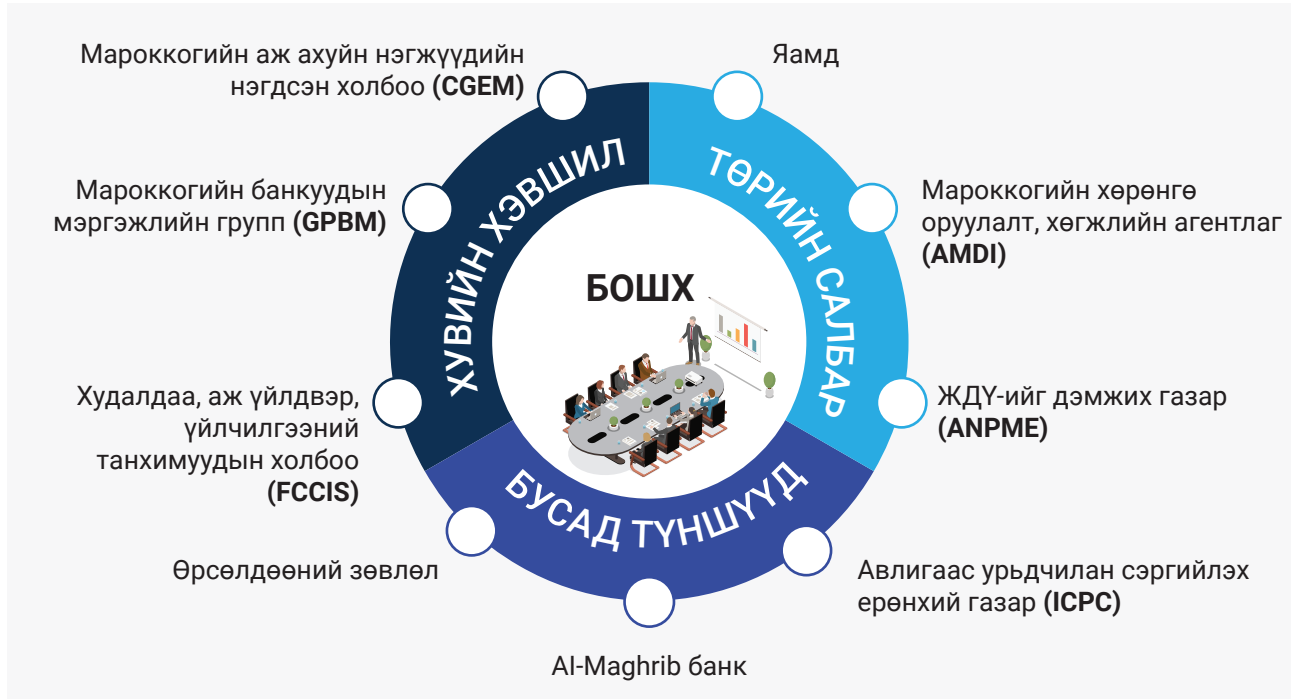 Мароккогийн аж ахуйн нэгжүүдийн
нэгдсэн холбоо (CGEM)
Яамд
Мароккогийн банкуудын
мэргэжлийн групп (GPBM)
Мароккогийн хөрөнгө
оруулалт, хөгжлийн агентлаг
(AMDI)
ХУВИЙН ХЭВШИЛ
ТӨРИЙН САЛБАР
БОШХ
Худалдаа, аж үйлдвэр,
үйлчилгээний
танхимуудын холбоо
(FCCIS)
ЖДҮ-ийг дэмжих газар
(ANPME)
БУСАД ТҮНШҮҮД
Өрсөлдөөний зөвлөл
Авлигаас урьдчилан сэргийлэх
ерөнхий газар (ICPC)
AI-Maghrib банк